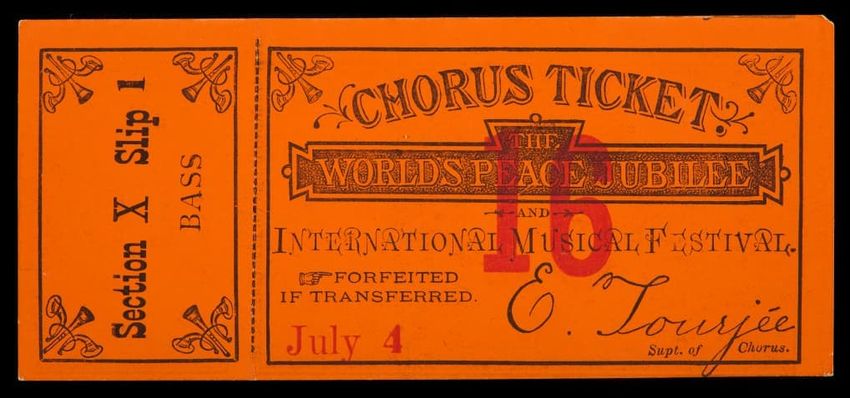 Section X Slip 1
BASS
CHORUS TICKET.
THE
WORLD'S PEACE JUBILEE
16
AND
INTERNATIONAL MUSICAL FESTIVAL.
☞FORFEITED
IF TRANSFERRED.
E. Tourjée
July 4
Supt. of Chorus.